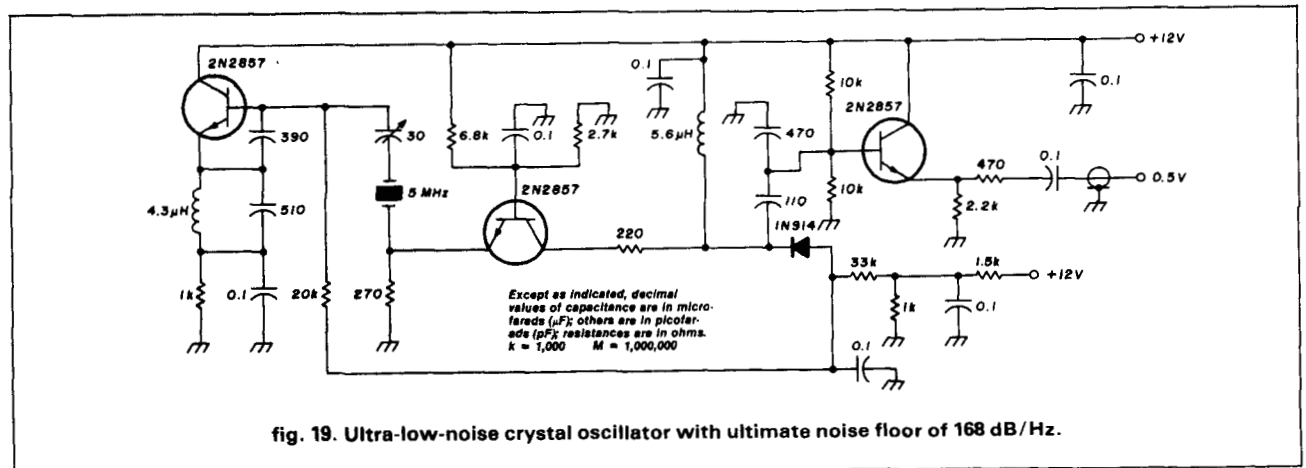 2N2857
390
30
6.8k
0.1
2.7k
0.1
5.6µH
470
10k
2N2857
0.1
+12V
4.3µH
510
5 MHz
2N2857
110
10k
470
0.1
0.5V
2.2k
1N914
220
33k
1.5k
+12V
1k
0.1
20k
270
1k
0.1
0.1
Except as indicated, decimal
values of capacitance are in micro-
farads (µF); others are in picofar-
ads (pF); resistances are in ohms.
k = 1,000 M = 1,000,000
fig. 19. Ultra-low-noise crystal oscillator with ultimate noise floor of 168 dB/Hz.